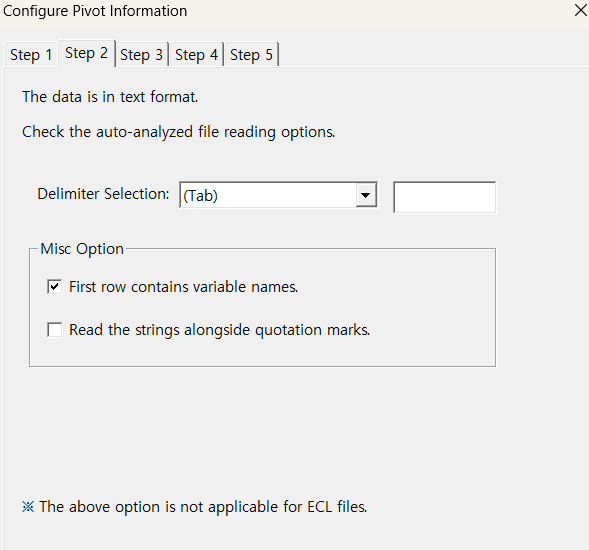 Configure Pivot Information
Step 1 Step 2 Step 3 Step 4 Step 5
The data is in text format.
Check the auto-analyzed file reading options.
Delimiter Selection: (Tab)
Misc Option
First row contains variable names.
Read the strings alongside quotation marks.
※ The above option is not applicable for ECL files.